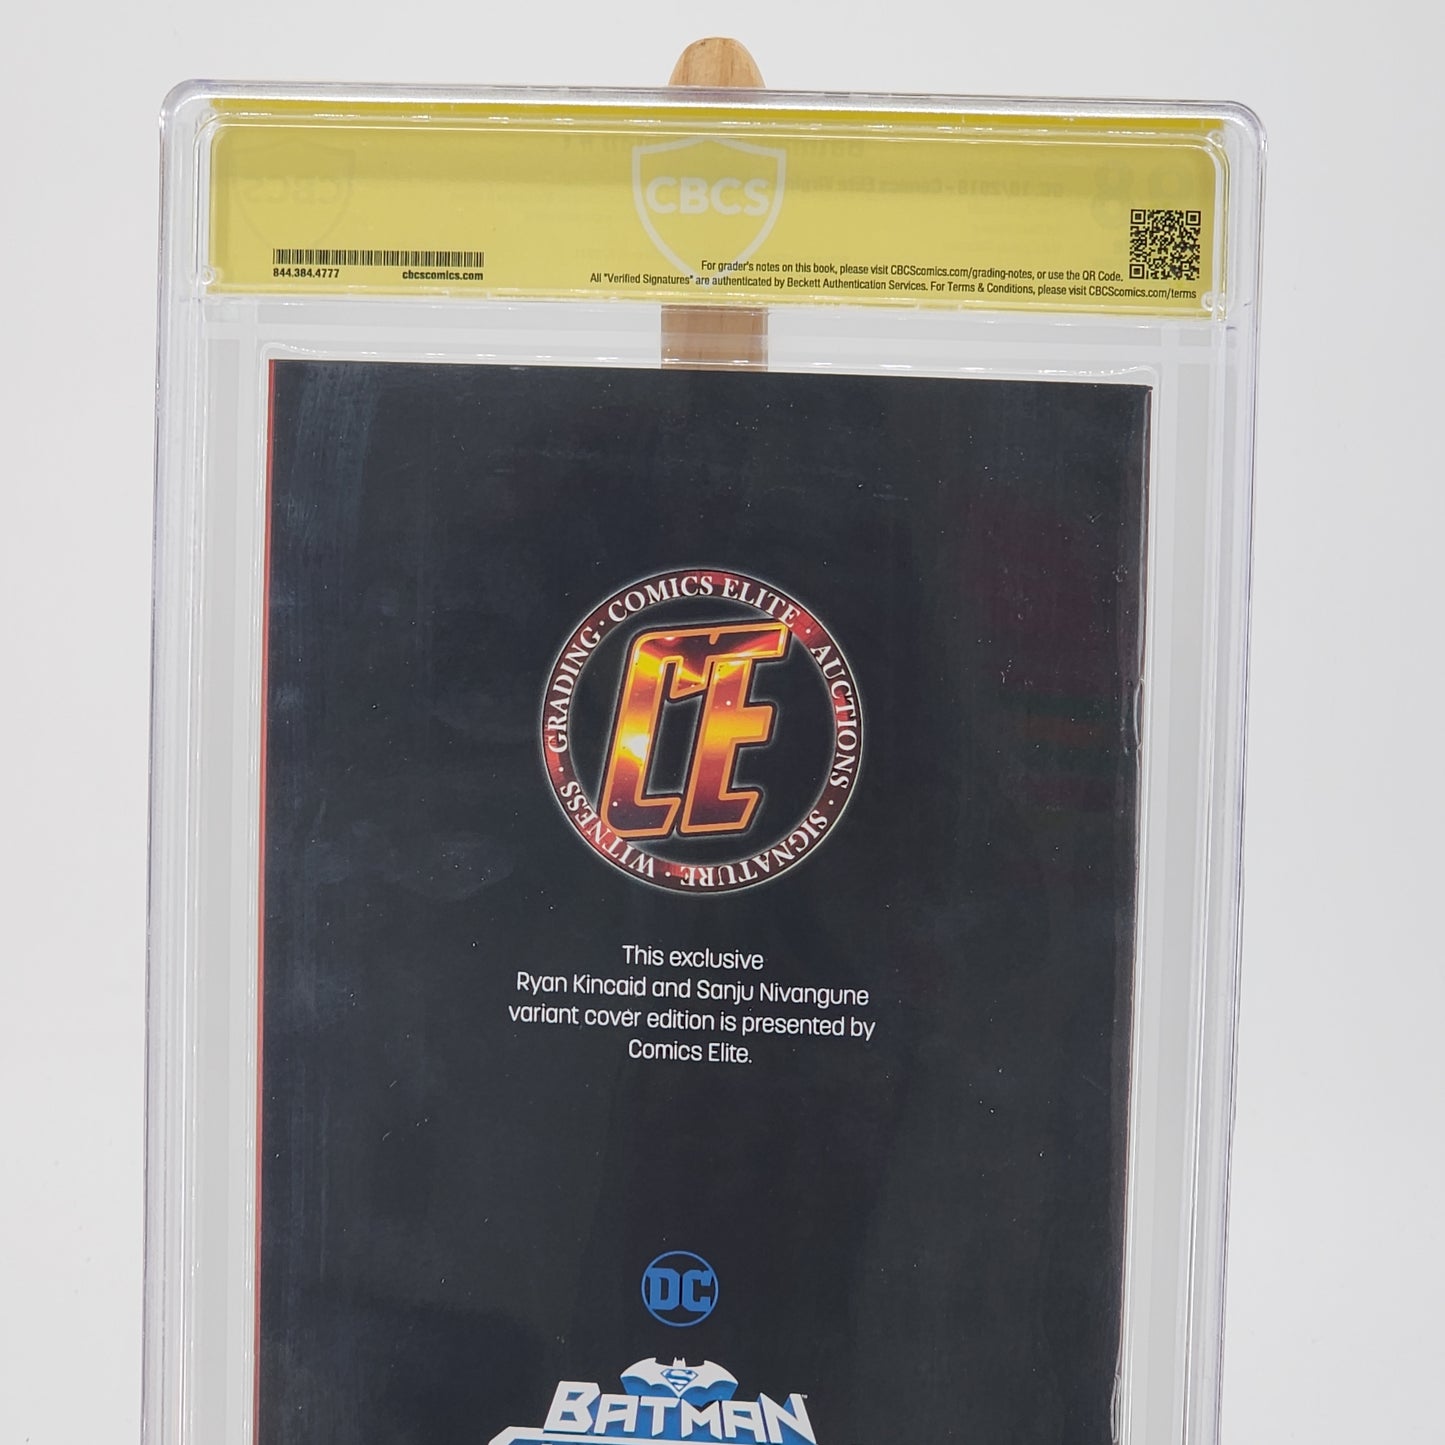 CBCS
844.384.4777 cbcscomics.com
For grader's notes on this book, please visit CBCScomics.com/grading-notes, or use the QR Code.
All "Verified Signatures" are authenticated by Beckett Authentication Services. For Terms & Conditions, please visit CBCScomics.com/terms
COMICS ELITE · AUCTIONS · SIGNATURE · WITNESS · GRADING ·
CE
This exclusive
Ryan Kincaid and Sanju Nivangune
variant cover edition is presented by
Comics Elite.
DC
BATMAN